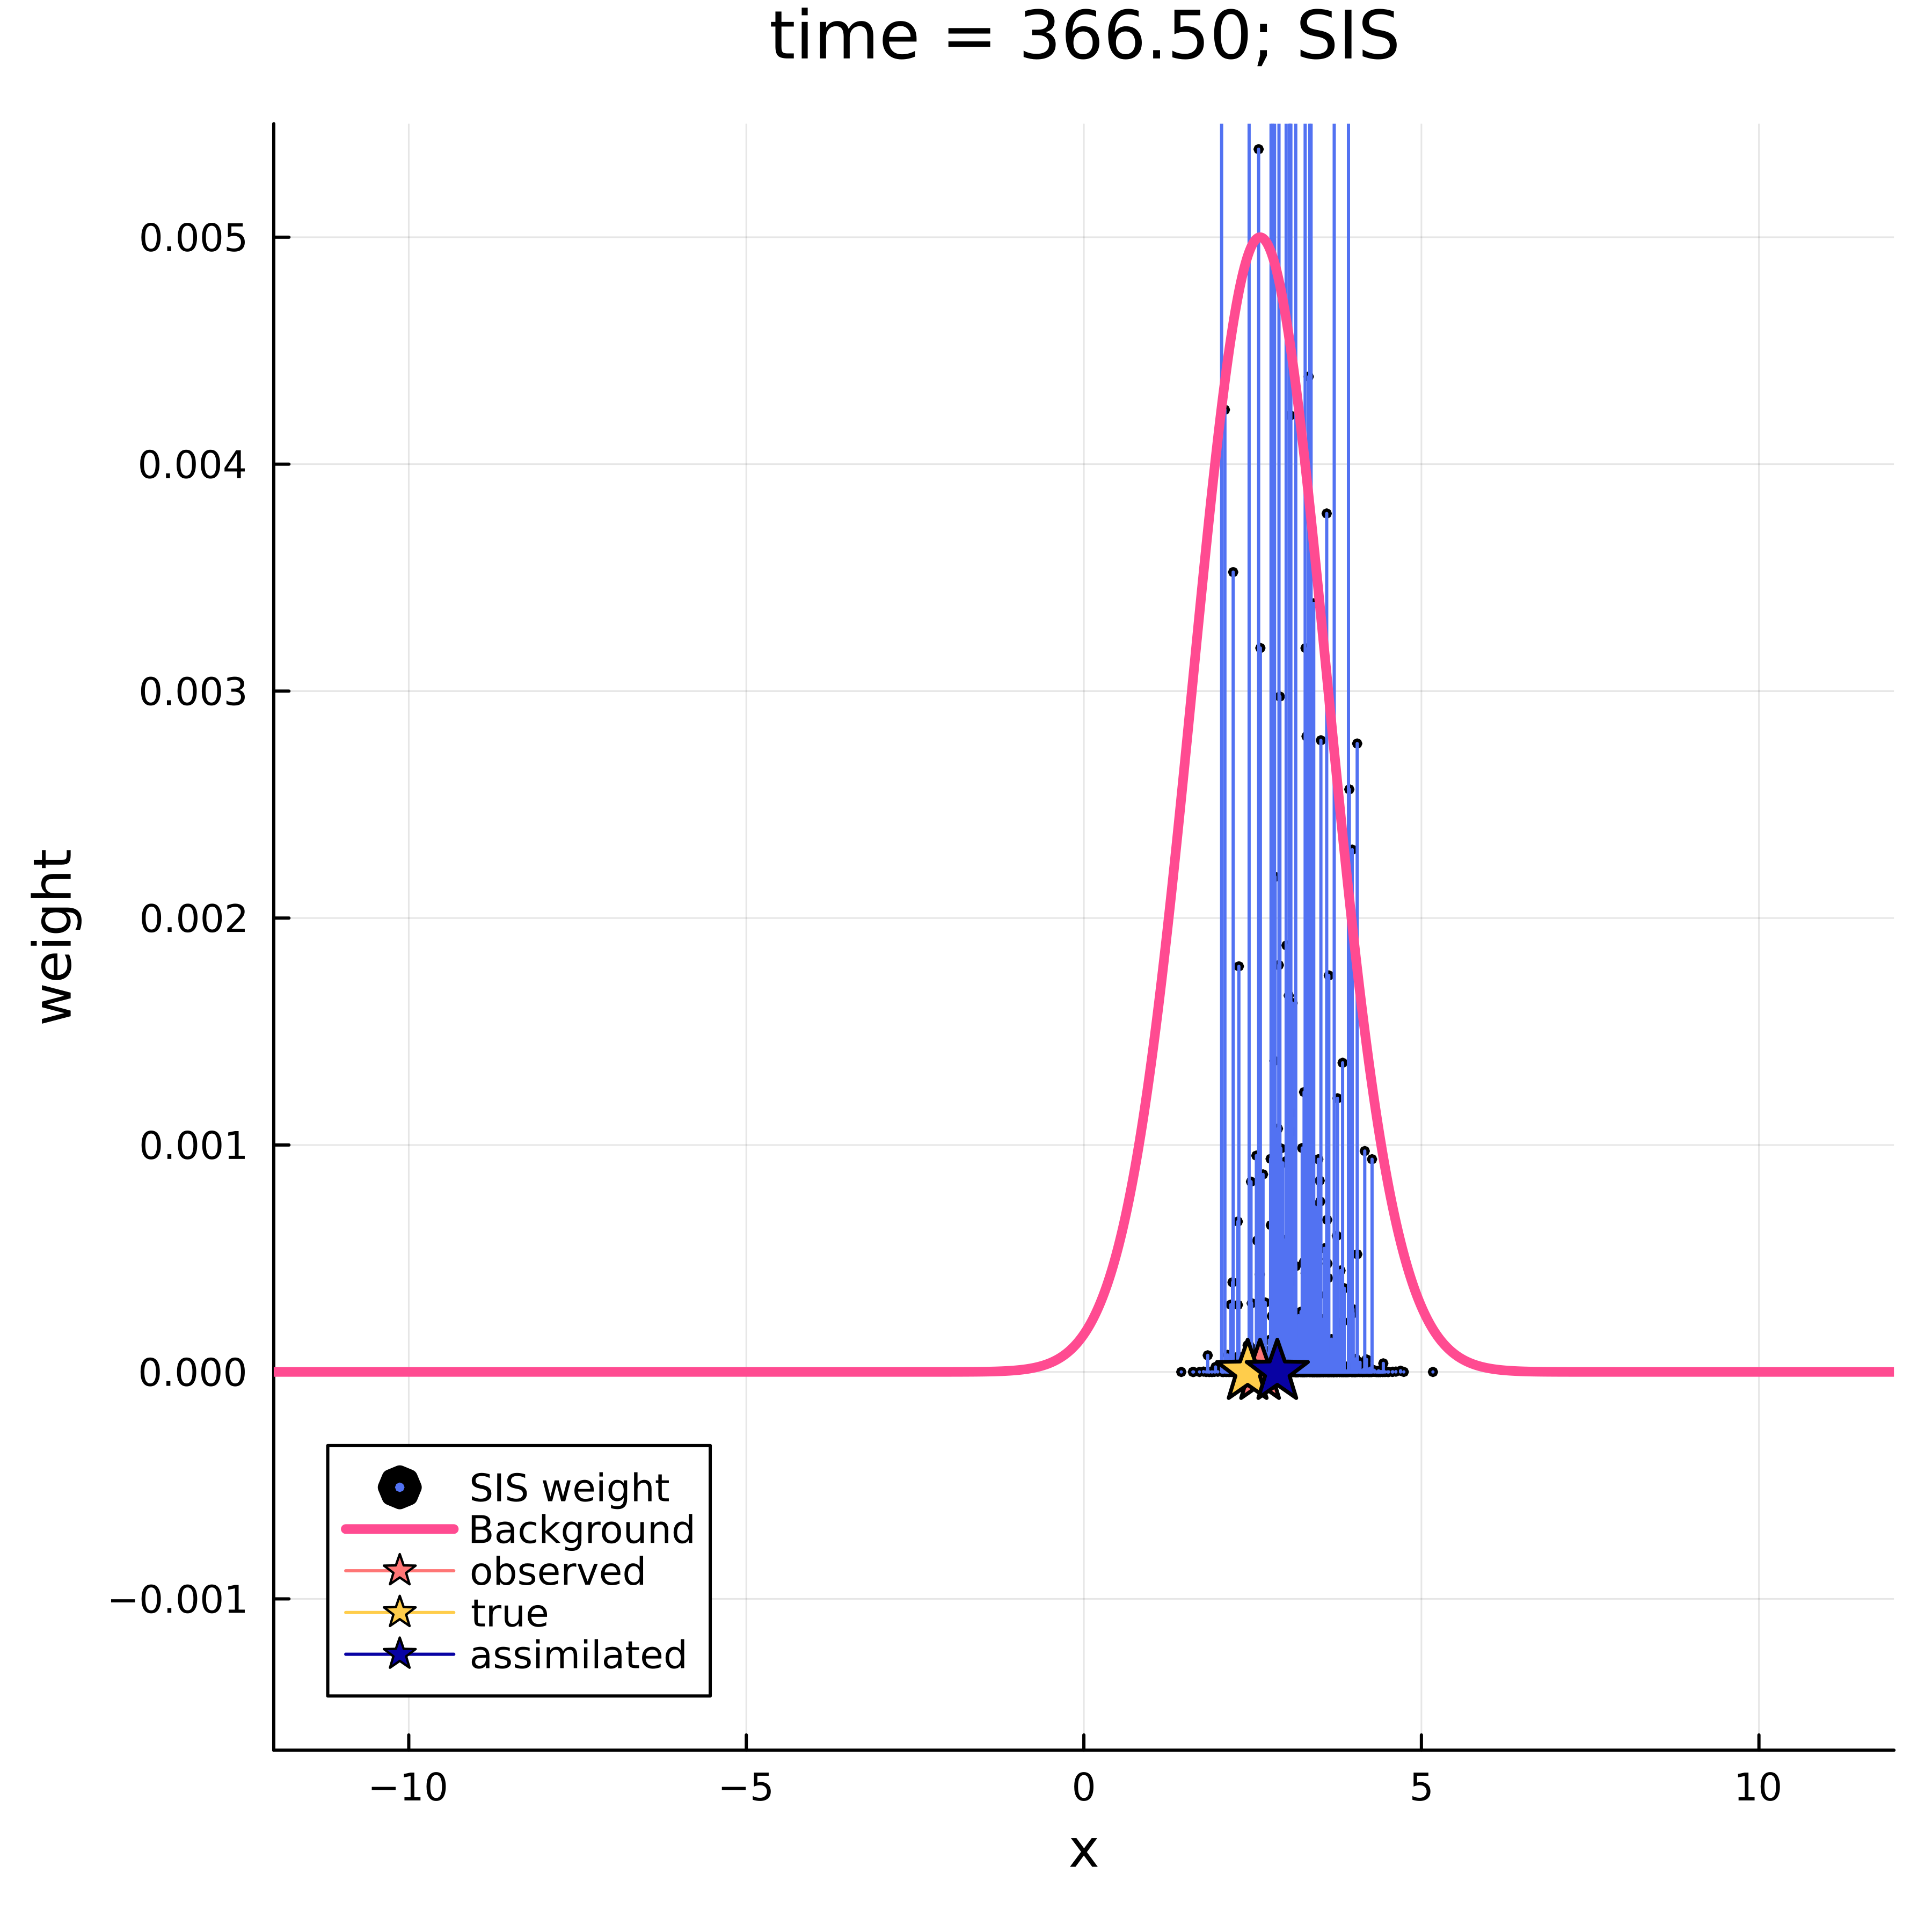 time = 366.50; SIS
weight
0.005
0.004
0.003
0.002
0.001
0.000
−0.001
SIS weight
Background
observed
true
assimilated
−10 −5 0 5 10
x